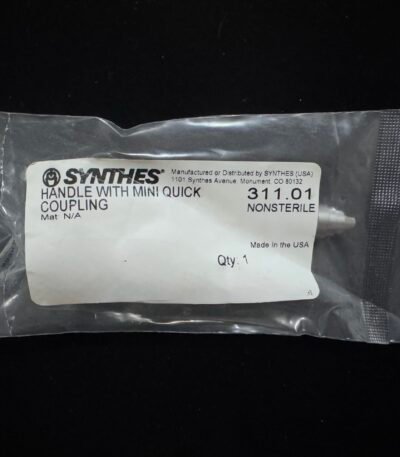 SYNTHES®
Manufactured or Distributed by SYNTHES (USA)
1101 Synthes Avenue, Monument, CO 80132
HANDLE WITH MINI QUICK
COUPLING
Mat: N/A
311.01
NONSTERILE
Made in the USA
Qty. 1
A